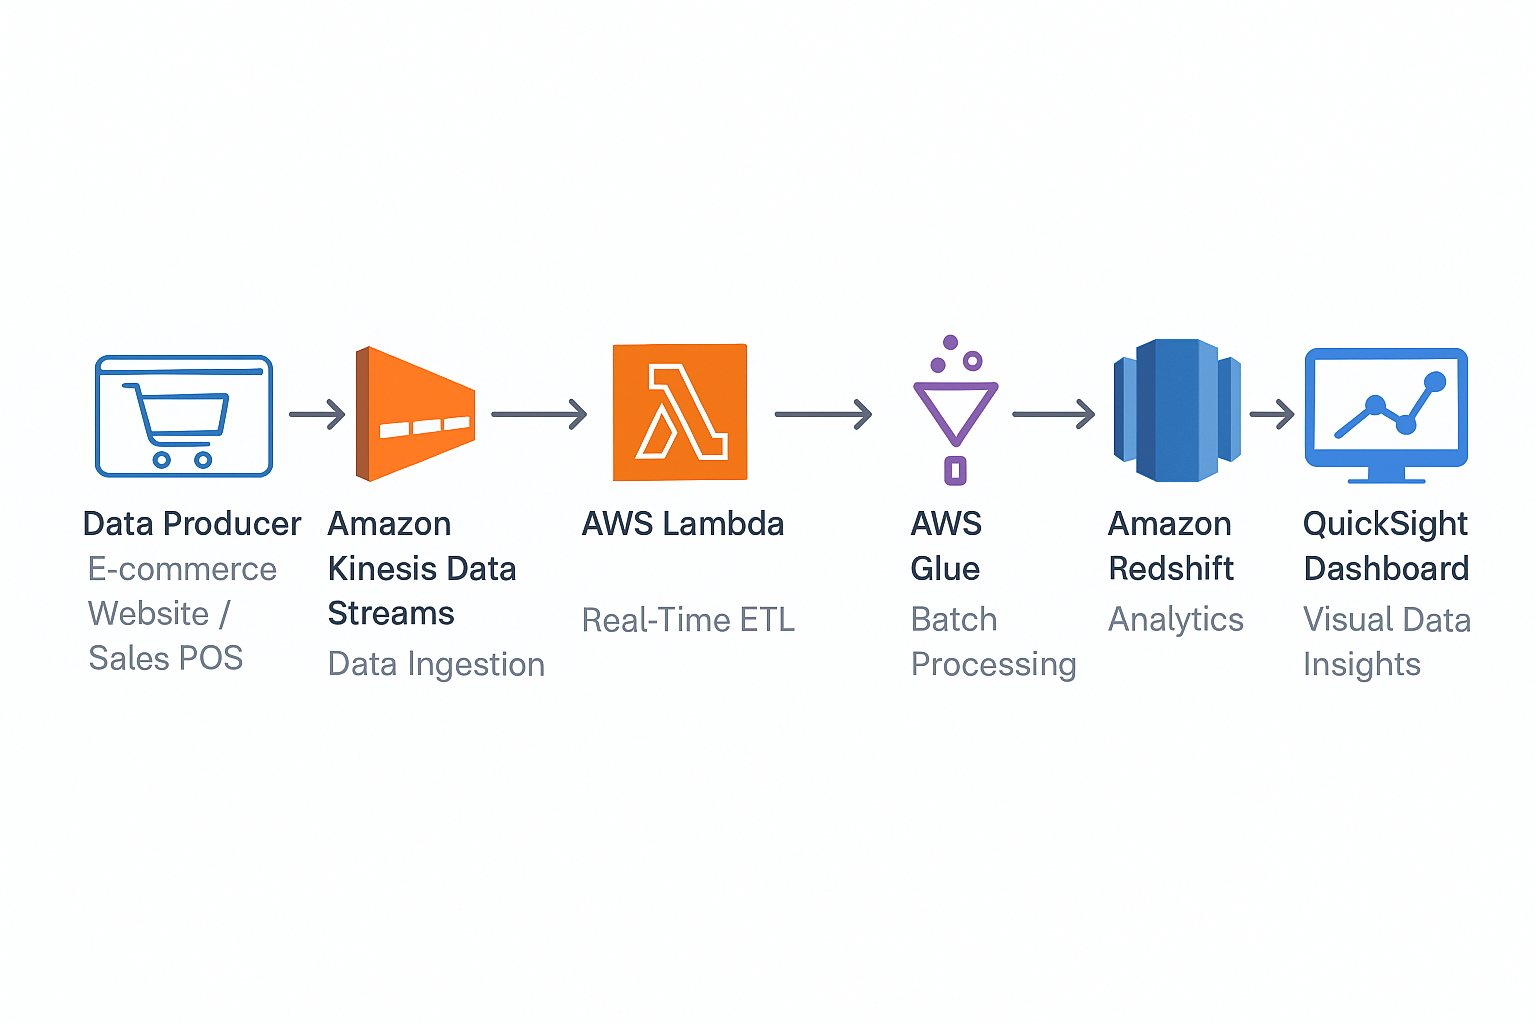 Data Producer
E-commerce
Website /
Sales POS
Amazon
Kinesis Data
Streams
Data Ingestion
AWS Lambda
Real-Time ETL
AWS
Glue
Batch
Processing
Amazon
Redshift
Analytics
QuickSight
Dashboard
Visual Data
Insights